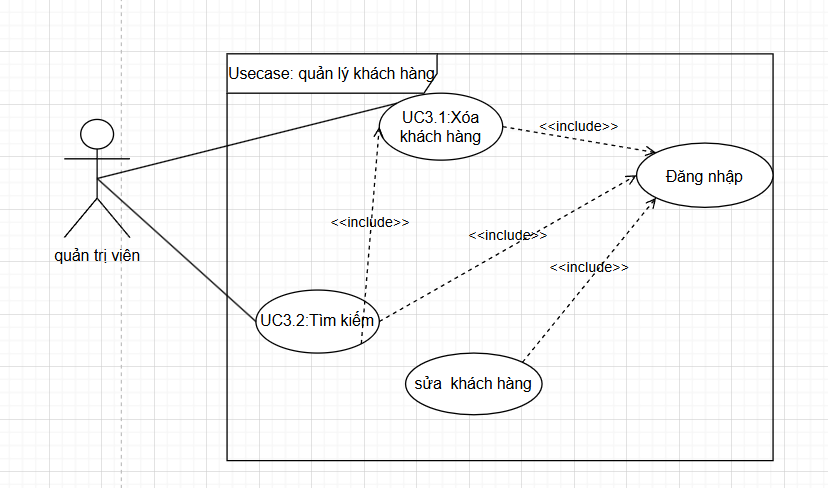 Usecase: quản lý khách hàng
UC3.1:Xóa
khách hàng
<<include>>
Đăng nhập
<<include>>
<<include>>
quản trị viên
<<include>>
UC3.2:Tìm kiếm
sửa  khách hàng